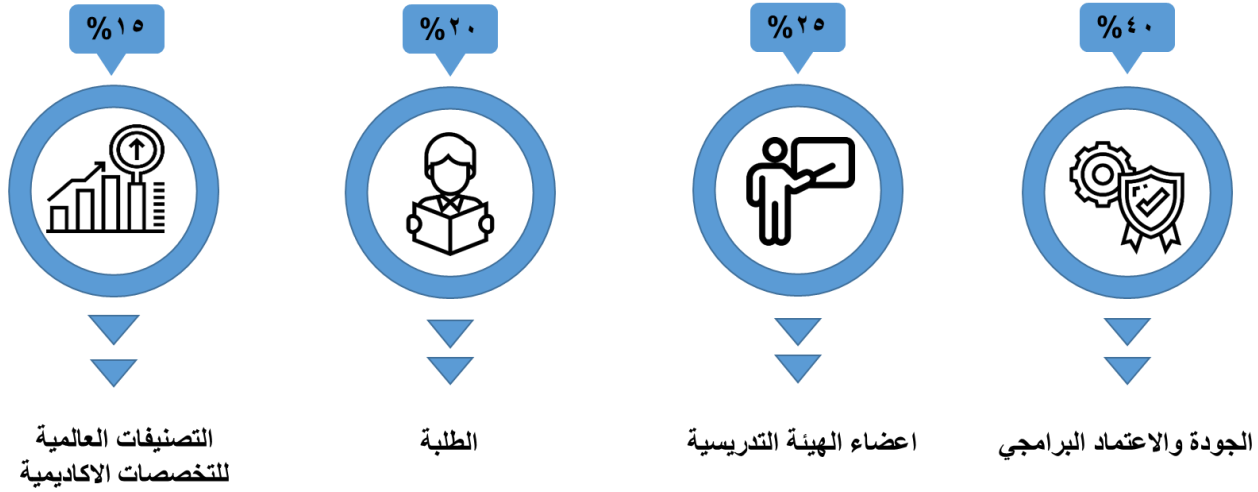 %٤٠
%٢٥
%٢٠
%١٥
الجودة والاعتماد البرامجي
اعضاء الهيئة التدريسية
الطلبة
التصنيفات العالمية
للتخصصات الاكاديمية